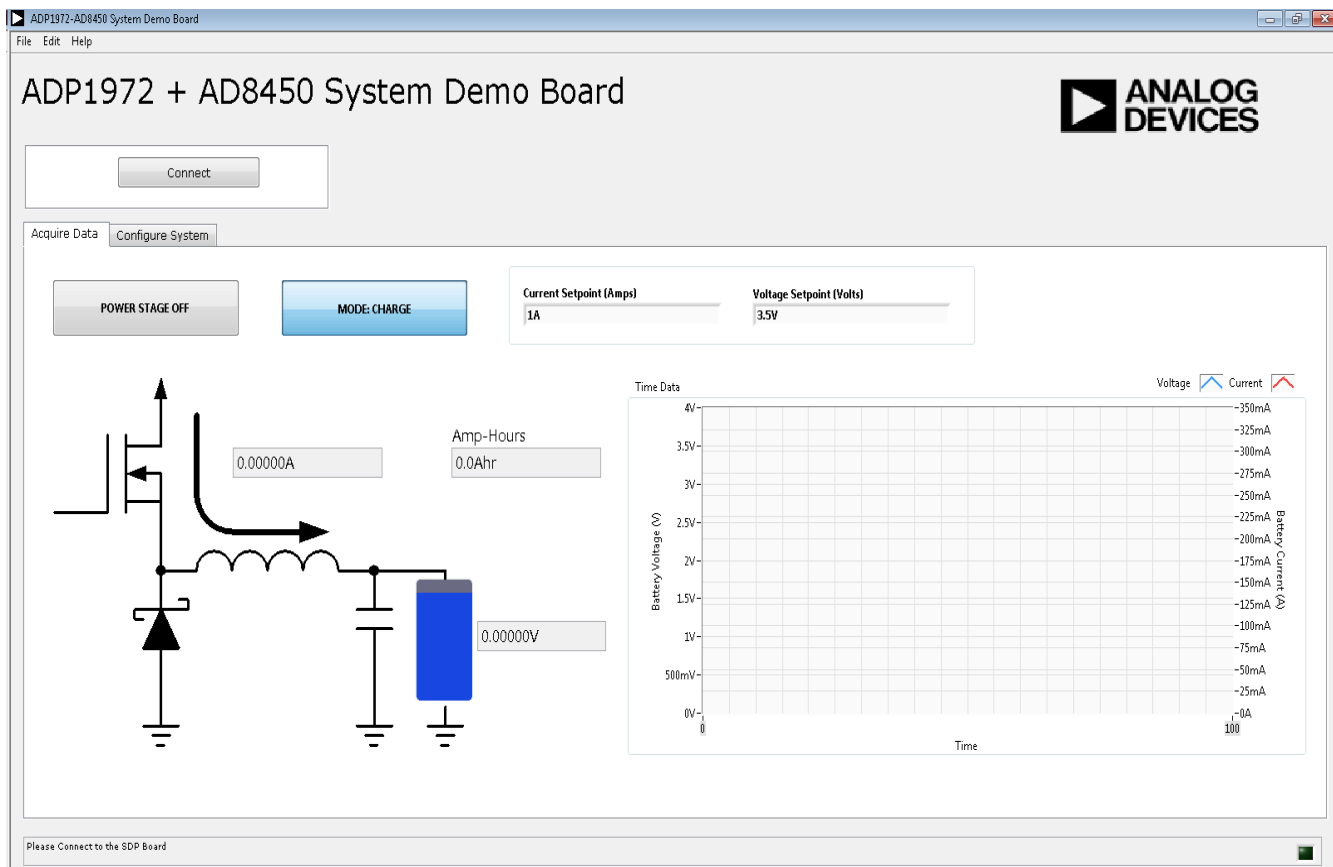 ADP1972-AD8450 System Demo Board
File Edit Help
ADP1972 + AD8450 System Demo Board
ANALOG
DEVICES
Connect
Acquire Data Configure System
POWER STAGE OFF
MODE: CHARGE
Current Setpoint (Amps)
1A
Voltage Setpoint (Volts)
3.5V
0.00000A
Amp-Hours
0.0Ahr
0.00000V
Time Data
Voltage Current
4V
3.5V
3V
2.5V
2V
1.5V
1V
500mV
0V
Battery Voltage (V)
350mA
325mA
300mA
275mA
250mA
225mA
200mA
175mA
150mA
125mA
100mA
75mA
50mA
25mA
0A
Battery Current (A)
0
100
Time
Please Connect to the SDP Board